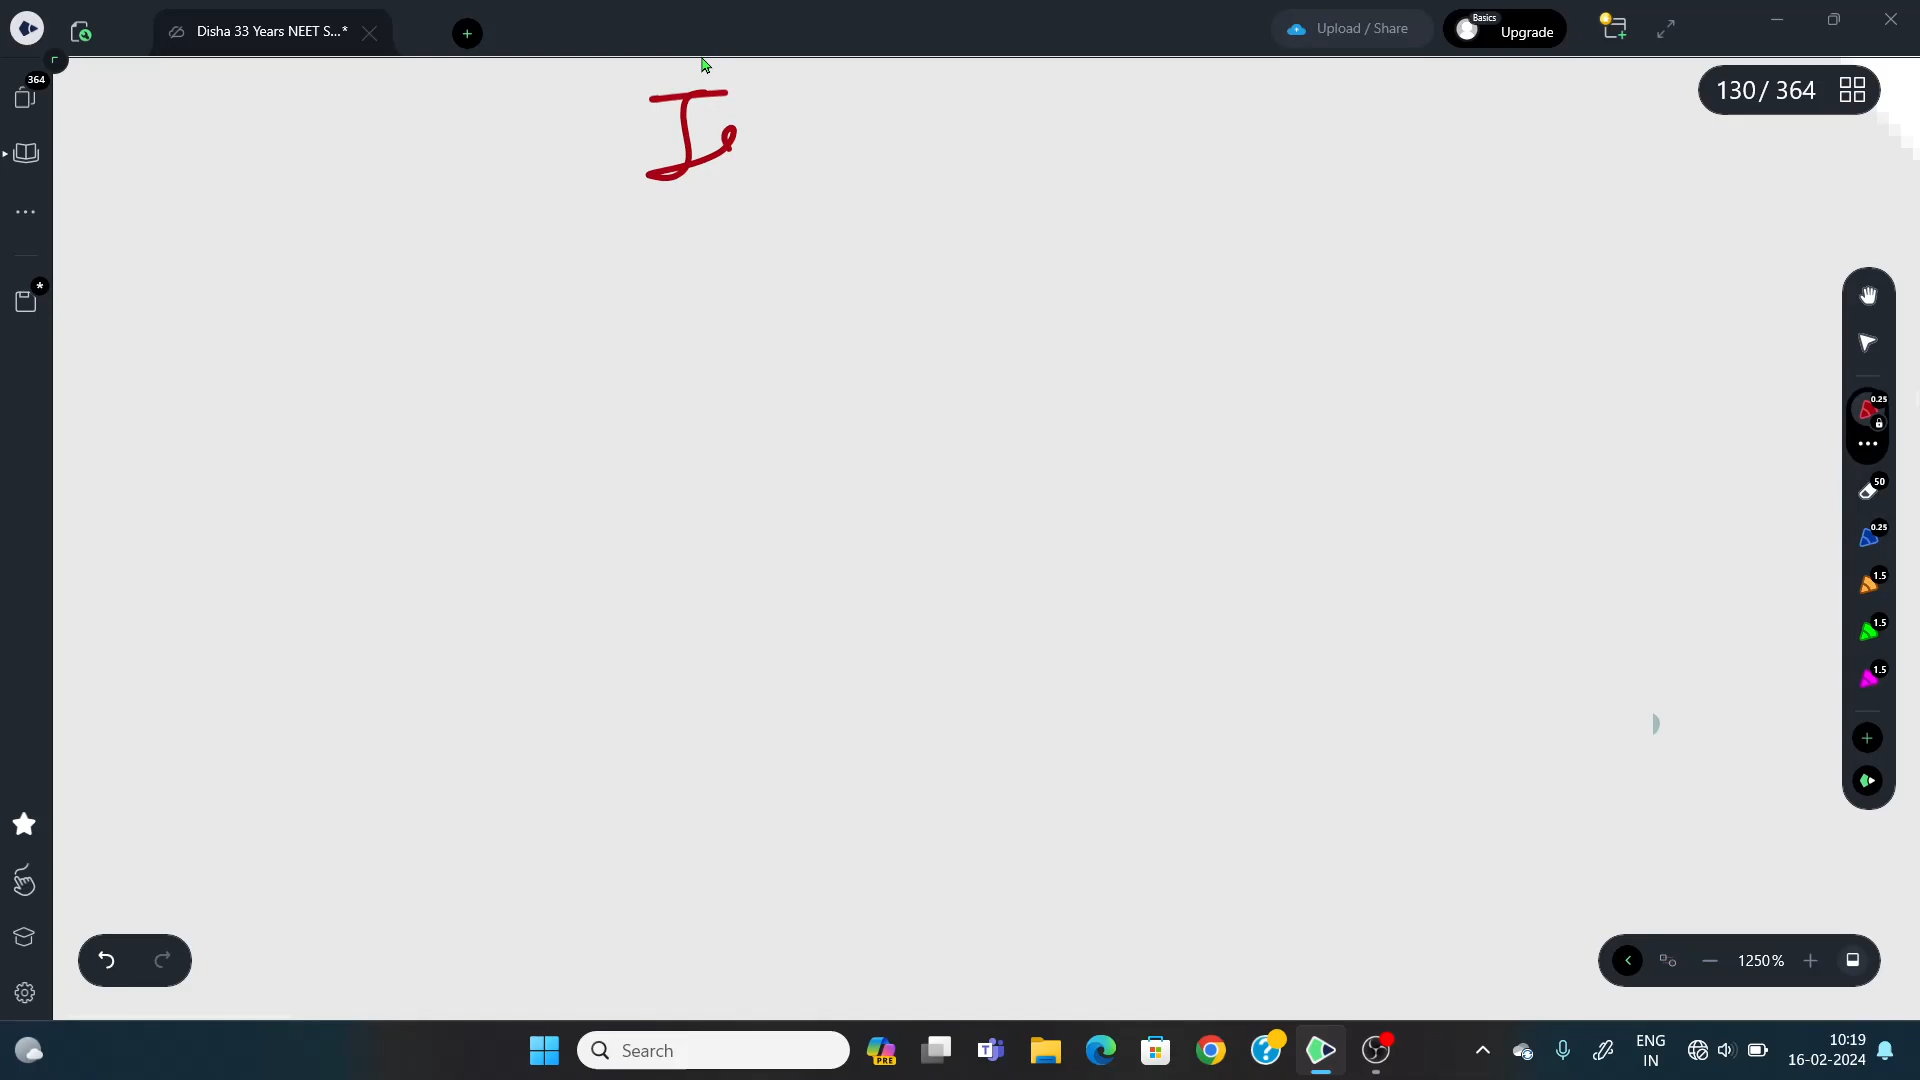 Disha 33 Years NEET S...*
Upload / Share
Basics
Upgrade
364
130 / 364
I
*
0.25
50
0.25
1.5
1.5
1.5
1250%
Search
PRE
ENG
IN
10:19
16-02-2024